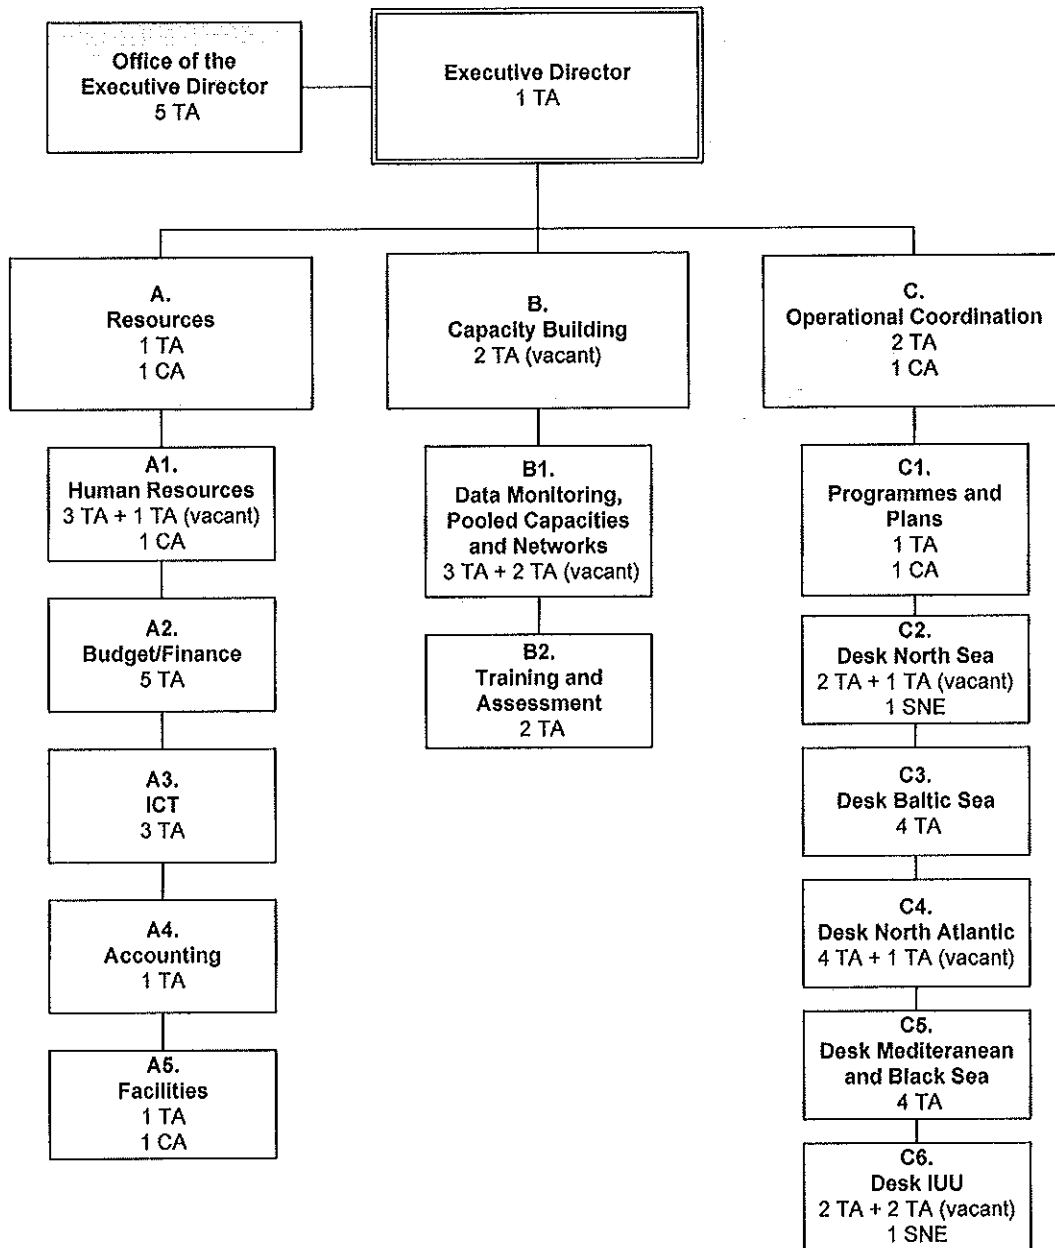 Office of the
Executive Director
5 TA
Executive Director
1 TA
A.
Resources
1 TA
1 CA
B.
Capacity Building
2 TA (vacant)
C.
Operational Coordination
2 TA
1 CA
A1.
Human Resources
3 TA + 1 TA (vacant)
1 CA
A2.
Budget/Finance
5 TA
A3.
ICT
3 TA
A4.
Accounting
1 TA
A5.
Facilities
1 TA
1 CA
B1.
Data Monitoring,
Pooled Capacities
and Networks
3 TA + 2 TA (vacant)
B2.
Training and
Assessment
2 TA
C1.
Programmes and
Plans
1 TA
1 CA
C2.
Desk North Sea
2 TA + 1 TA (vacant)
1 SNE
C3.
Desk Baltic Sea
4 TA
C4.
Desk North Atlantic
4 TA + 1 TA (vacant)
C5.
Desk Mediteranean
and Black Sea
4 TA
C6.
Desk IUU
2 TA + 2 TA (vacant)
1 SNE